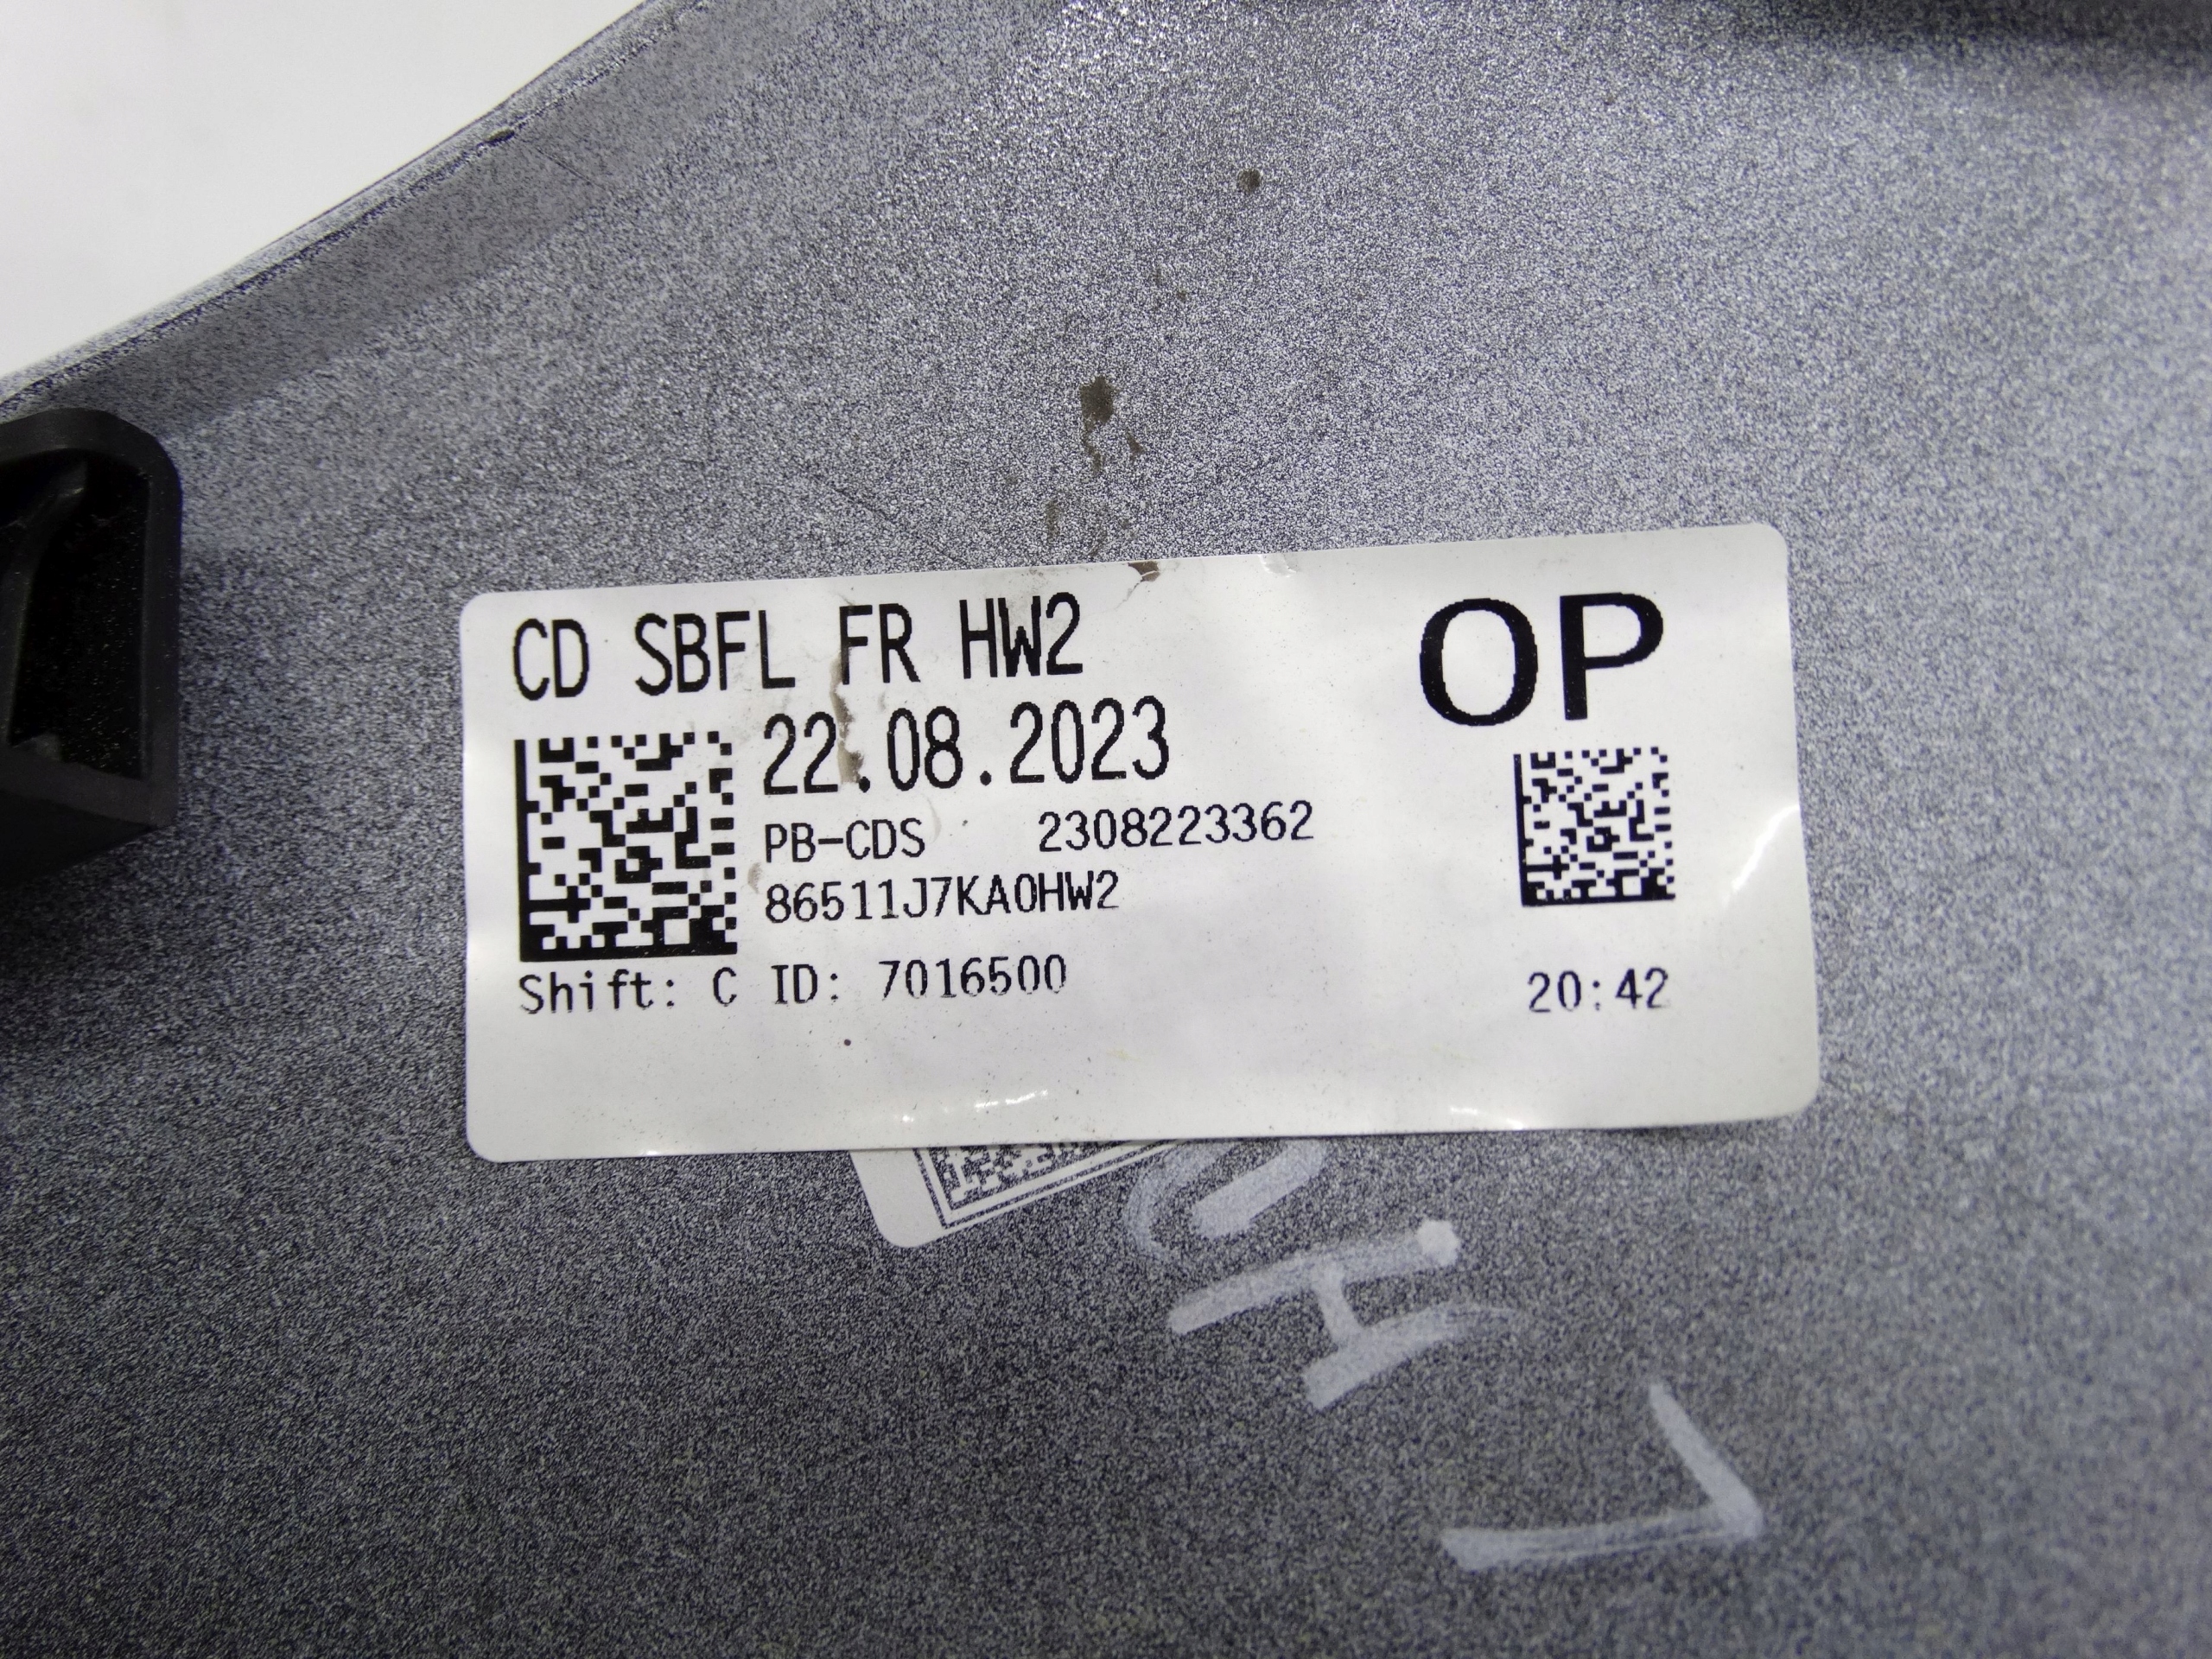 CD SBFL FR HW2
OP
22.08.2023
PB-CDS 2308223362
86511J7KA0HW2
Shift: C ID: 7016500
20:42